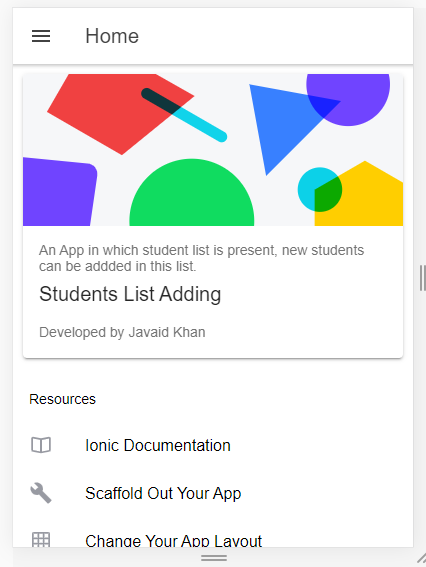 Home
An App in which student list is present, new students
can be addded in this list.
Students List Adding
Developed by Javaid Khan
Resources
Ionic Documentation
Scaffold Out Your App
Change Your App Layout